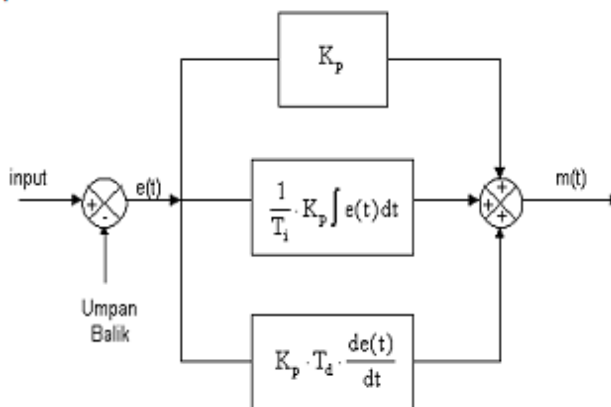 K_p
input
+
-
e(t)
1/T_i · K_p ∫ e(t)dt
+
+
+
m(t)
Umpan
Balik
K_p · T_d · de(t)/dt